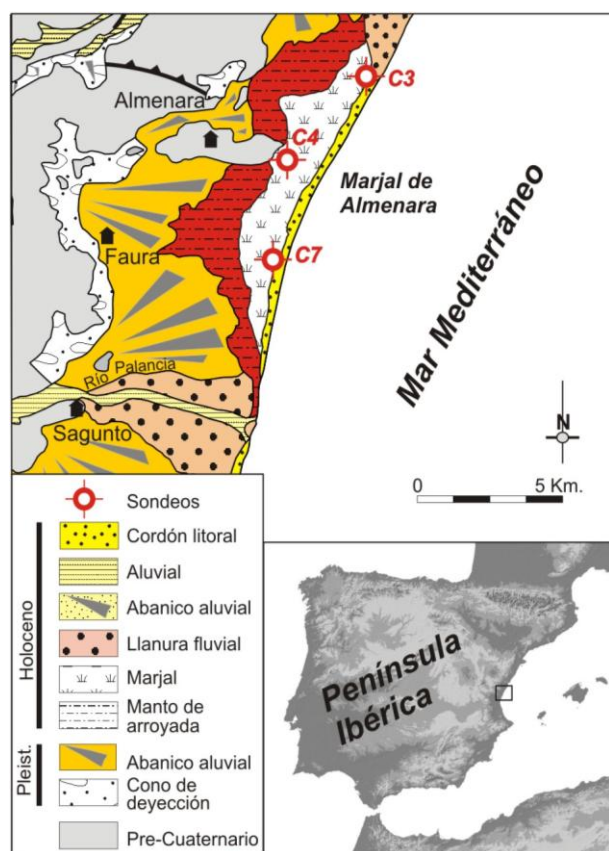 C3
Almenara
C4
Marjal de
Almenara
Mar Mediterráneo
Faura
C7
Río Palancia
Sagunto
N
0 5 Km.
Sondeos
Holoceno
Cordón litoral
Aluvial
Abanico aluvial
Llanura fluvial
Marjal
Manto de
arroyada
Pleist.
Abanico aluvial
Cono de
deyección
Pre-Cuaternario
Península
Ibérica